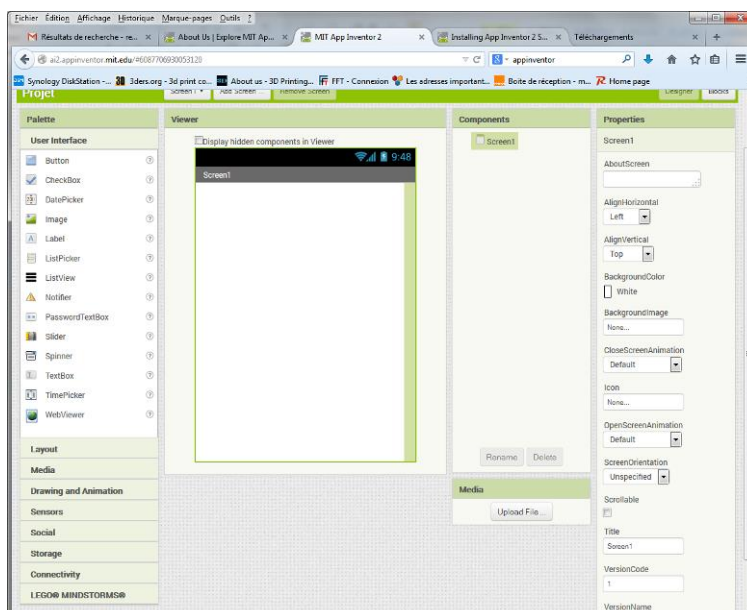 Fichier Édition Affichage Historique Marque-pages Outils ?
Résultats de recherche - re... × About Us | Explore MIT Ap... × MIT App Inventor 2 × Installing App Inventor 2 S... × Téléchargements × +
ai2.appinventor.mit.edu/#6087706930053120
appinventor
Synology DiskStation -... 3ders.org - 3d print co... About us - 3D Printing... FFT - Connexion Les adresses important... Boite de réception - m... Home page
Projet Screen1 Add Screen ... Remove Screen Designer Blocks
Palette
User Interface
Button
CheckBox
DatePicker
Image
Label
ListPicker
ListView
Notifier
PasswordTextBox
Slider
Spinner
TextBox
TimePicker
WebViewer
Layout
Media
Drawing and Animation
Sensors
Social
Storage
Connectivity
LEGO® MINDSTORMS®
Viewer
Display hidden components in Viewer
9:48
Screen1
Components
Screen1
Rename Delete
Media
Upload File ...
Properties
Screen1
AboutScreen
AlignHorizontal
Left
AlignVertical
Top
BackgroundColor
White
BackgroundImage
None...
CloseScreenAnimation
Default
Icon
None...
OpenScreenAnimation
Default
ScreenOrientation
Unspecified
Scrollable
Title
Screen1
VersionCode
1
VersionName